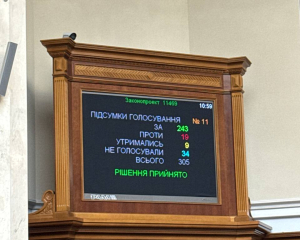 Законопроект 11469
10:59
ПІДСУМКИ ГОЛОСУВАННЯ № 11
ЗА 243
ПРОТИ 19
УТРИМАЛИСЬ 9
НЕ ГОЛОСУВАЛИ 34
ВСЬОГО 305
РІШЕННЯ ПРИЙНЯТО